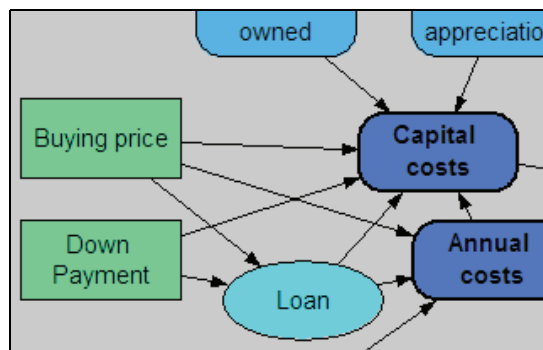 owned
appreciatio
Buying price
Capital
costs
Down
Payment
Annual
costs
Loan